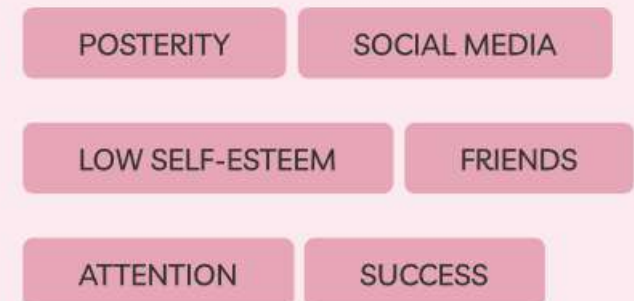 POSTERITY SOCIAL MEDIA
LOW SELF-ESTEEM FRIENDS
ATTENTION SUCCESS